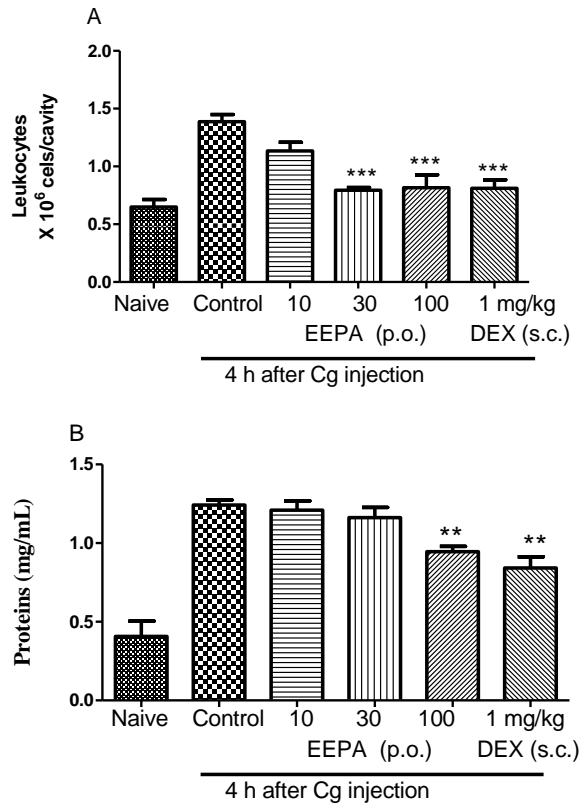 A
Leukocytes
X 10⁶ cells/cavity
2.0
1.5
1.0
0.5
0.0
*** *** ***
Naive Control 10 30 100 1 mg/kg
EEPA (p.o.) DEX (s.c.)
4 h after Cg injection
B
Proteins (mg/mL)
1.5
1.0
0.5
0.0
** **
Naive Control 10 30 100 1 mg/kg
EEPA (p.o.) DEX (s.c.)
4 h after Cg injection